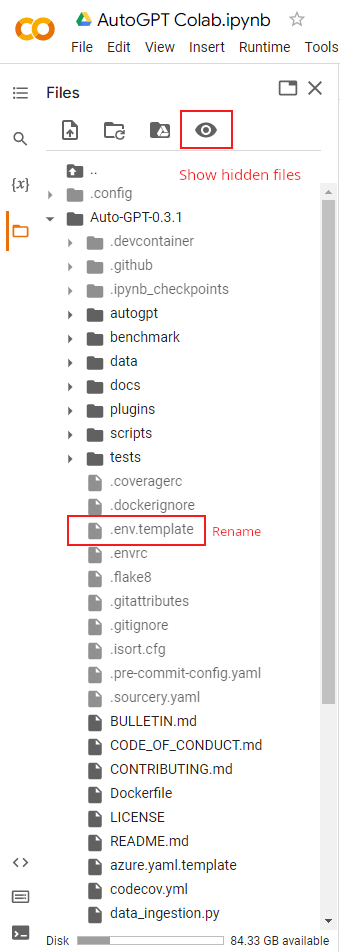 AutoGPT Colab.ipynb
File Edit View Insert Runtime Tools
Files
..
Show hidden files
{x}
.config
Auto-GPT-0.3.1
.devcontainer
.github
.ipynb_checkpoints
autogpt
benchmark
data
docs
plugins
scripts
tests
.coveragerc
.dockerignore
.env.template Rename
.envrc
.flake8
.gitattributes
.gitignore
.isort.cfg
.pre-commit-config.yaml
.sourcery.yaml
BULLETIN.md
CODE_OF_CONDUCT.md
CONTRIBUTING.md
Dockerfile
LICENSE
README.md
azure.yaml.template
codecov.yml
data_ingestion.py
Disk 84.33 GB available